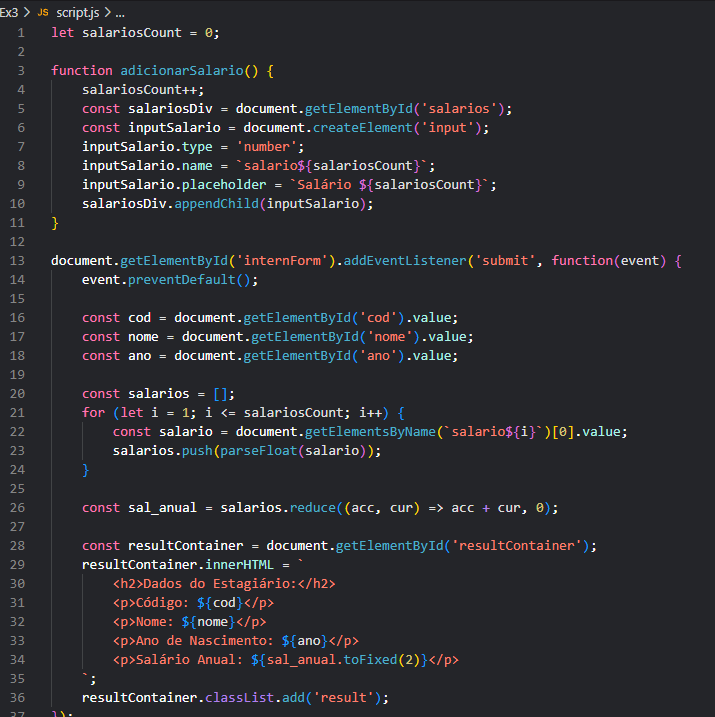 Ex3 > JS script.js > ...
1 let salariosCount = 0;
2
3 function adicionarSalario() {
4     salariosCount++;
5     const salariosDiv = document.getElementById('salarios');
6     const inputSalario = document.createElement('input');
7     inputSalario.type = 'number';
8     inputSalario.name = `salario${salariosCount}`;
9     inputSalario.placeholder = `Salário ${salariosCount}`;
10     salariosDiv.appendChild(inputSalario);
11 }
12
13 document.getElementById('internForm').addEventListener('submit', function(event) {
14     event.preventDefault();
15
16     const cod = document.getElementById('cod').value;
17     const nome = document.getElementById('nome').value;
18     const ano = document.getElementById('ano').value;
19
20     const salarios = [];
21     for (let i = 1; i <= salariosCount; i++) {
22         const salario = document.getElementsByName(`salario${i}`)[0].value;
23         salarios.push(parseFloat(salario));
24     }
25
26     const sal_anual = salarios.reduce((acc, cur) => acc + cur, 0);
27
28     const resultContainer = document.getElementById('resultContainer');
29     resultContainer.innerHTML = `
30         <h2>Dados do Estagiário:</h2>
31         <p>Código: ${cod}</p>
32         <p>Nome: ${nome}</p>
33         <p>Ano de Nascimento: ${ano}</p>
34         <p>Salário Anual: ${sal_anual.toFixed(2)}</p>
35     `;
36     resultContainer.classList.add('result');
37 });